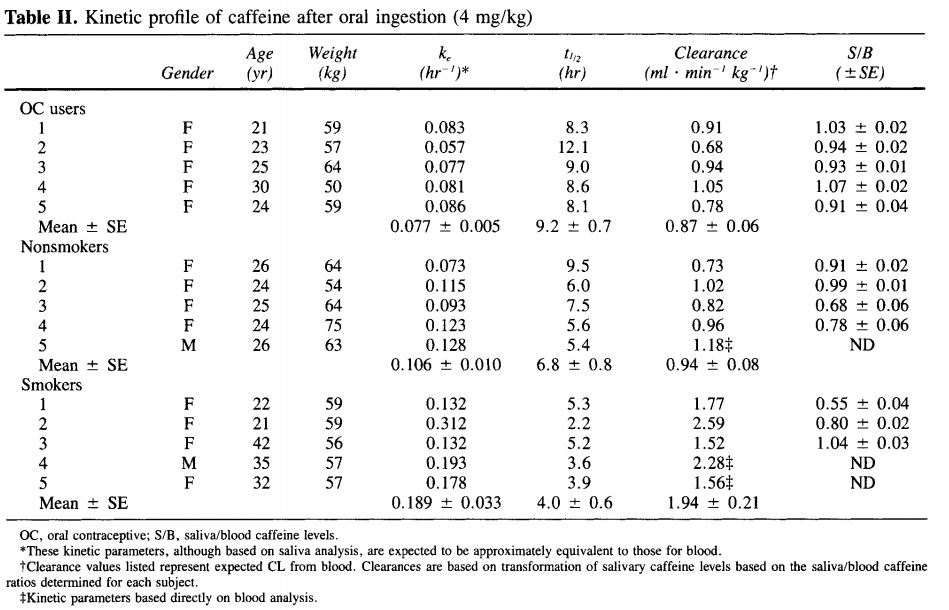 Table II. Kinetic profile of caffeine after oral ingestion (4 mg/kg)
Gender Age (yr) Weight (kg) kₑ (hr⁻¹)* t₁/₂ (hr) Clearance (ml · min⁻¹ kg⁻¹)† S/B (±SE)
OC users
1 F 21 59 0.083 8.3 0.91 1.03 ± 0.02
2 F 23 57 0.057 12.1 0.68 0.94 ± 0.02
3 F 25 64 0.077 9.0 0.94 0.93 ± 0.01
4 F 30 50 0.081 8.6 1.05 1.07 ± 0.02
5 F 24 59 0.086 8.1 0.78 0.91 ± 0.04
Mean ± SE 0.077 ± 0.005 9.2 ± 0.7 0.87 ± 0.06
Nonsmokers
1 F 26 64 0.073 9.5 0.73 0.91 ± 0.02
2 F 24 54 0.115 6.0 1.02 0.99 ± 0.01
3 F 25 64 0.093 7.5 0.82 0.68 ± 0.06
4 F 24 75 0.123 5.6 0.96 0.78 ± 0.06
5 M 26 63 0.128 5.4 1.18‡ ND
Mean ± SE 0.106 ± 0.010 6.8 ± 0.8 0.94 ± 0.08
Smokers
1 F 22 59 0.132 5.3 1.77 0.55 ± 0.04
2 F 21 59 0.312 2.2 2.59 0.80 ± 0.02
3 F 42 56 0.132 5.2 1.52 1.04 ± 0.03
4 M 35 57 0.193 3.6 2.28‡ ND
5 F 32 57 0.178 3.9 1.56‡ ND
Mean ± SE 0.189 ± 0.033 4.0 ± 0.6 1.94 ± 0.21
OC, oral contraceptive; S/B, saliva/blood caffeine levels.
*These kinetic parameters, although based on saliva analysis, are expected to be approximately equivalent to those for blood.
†Clearance values listed represent expected CL from blood. Clearances are based on transformation of salivary caffeine levels based on the saliva/blood caffeine
ratios determined for each subject.
‡Kinetic parameters based directly on blood analysis.